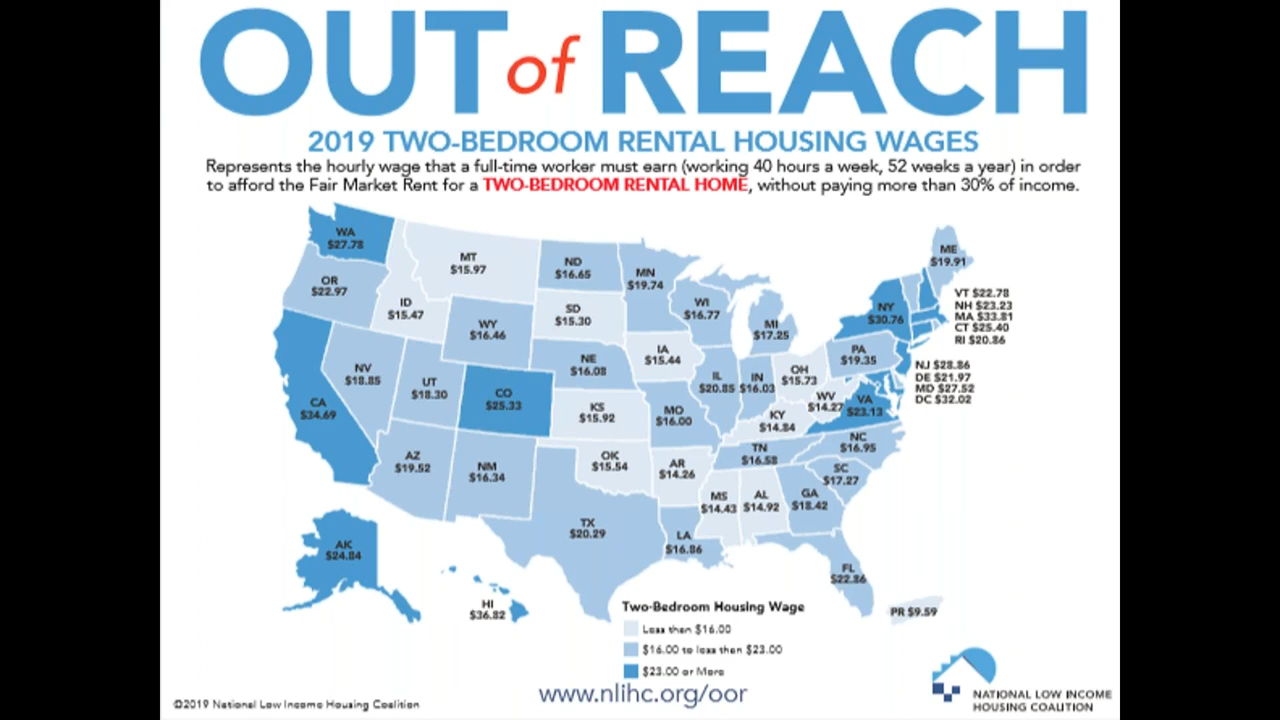 OUT of REACH
2019 TWO-BEDROOM RENTAL HOUSING WAGES
Represents the hourly wage that a full-time worker must earn (working 40 hours a week, 52 weeks a year) in order
to afford the Fair Market Rent for a TWO-BEDROOM RENTAL HOME, without paying more than 30% of income.
WA
$27.78
OR
$22.97
ID
$15.47
MT
$15.97
ND
$16.65
MN
$19.74
SD
$15.30
WY
$16.46
WI
$16.77
MI
$17.25
NY
$30.76
ME
$19.91
VT $22.78
NH $23.23
MA $33.81
CT $25.40
RI $20.86
NJ $28.86
DE $21.97
MD $27.52
DC $32.02
PA
$19.35
IA
$15.44
NE
$16.08
NV
$18.85
UT
$18.30
CO
$25.33
CA
$34.69
KS
$15.92
MO
$16.00
IL
$20.85
IN
$16.03
OH
$15.73
WV
$14.27
VA
$23.13
KY
$14.84
NC
$16.95
TN
$16.58
SC
$17.27
AZ
$19.52
NM
$16.34
OK
$15.54
AR
$14.26
MS
$14.43
AL
$14.92
GA
$18.42
TX
$20.29
LA
$16.86
FL
$22.86
AK
$24.84
HI
$36.82
PR $9.59
Two-Bedroom Housing Wage
Less than $16.00
$16.00 to less than $23.00
$23.00 or More
www.nlihc.org/oor
©2019 National Low Income Housing Coalition
NATIONAL LOW INCOME
HOUSING COALITION